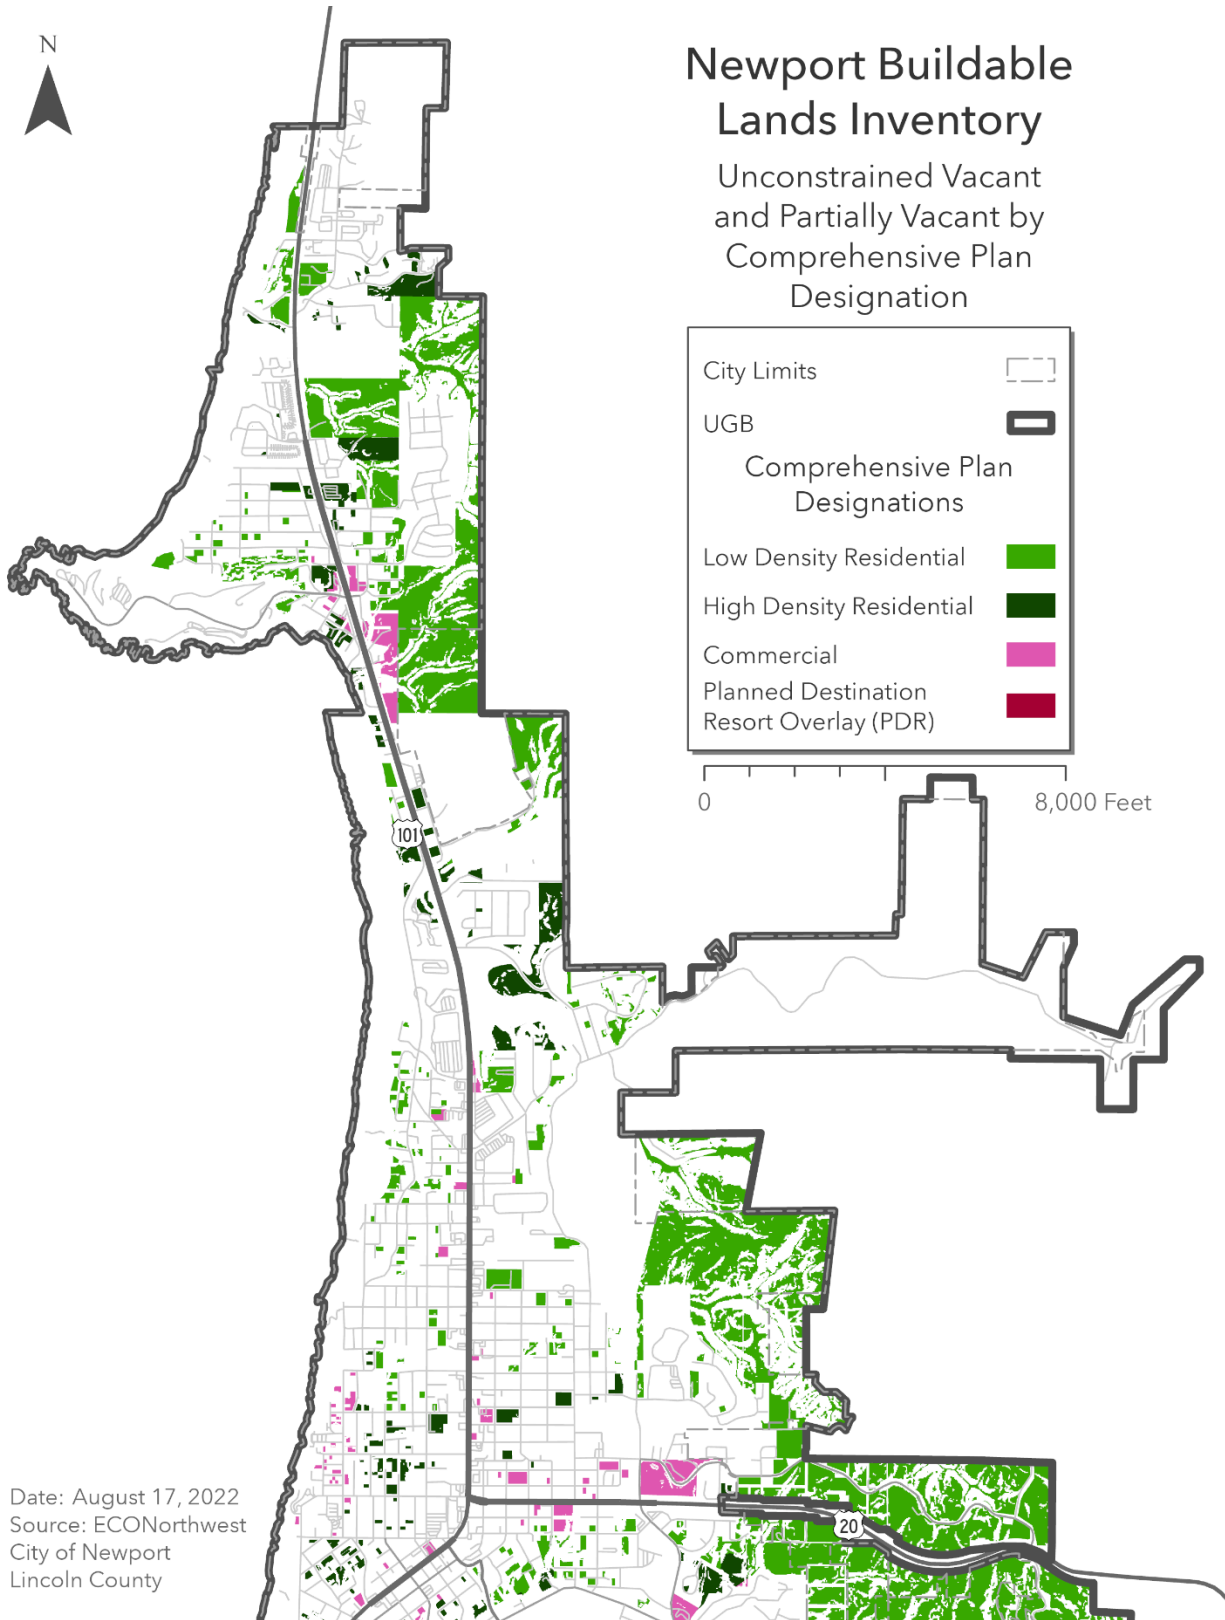 N
Newport Buildable
Lands Inventory
Unconstrained Vacant
and Partially Vacant by
Comprehensive Plan
Designation
City Limits
UGB
Comprehensive Plan
Designations
Low Density Residential
High Density Residential
Commercial
Planned Destination
Resort Overlay (PDR)
0 8,000 Feet
101
20
Date: August 17, 2022
Source: ECONorthwest
City of Newport
Lincoln County